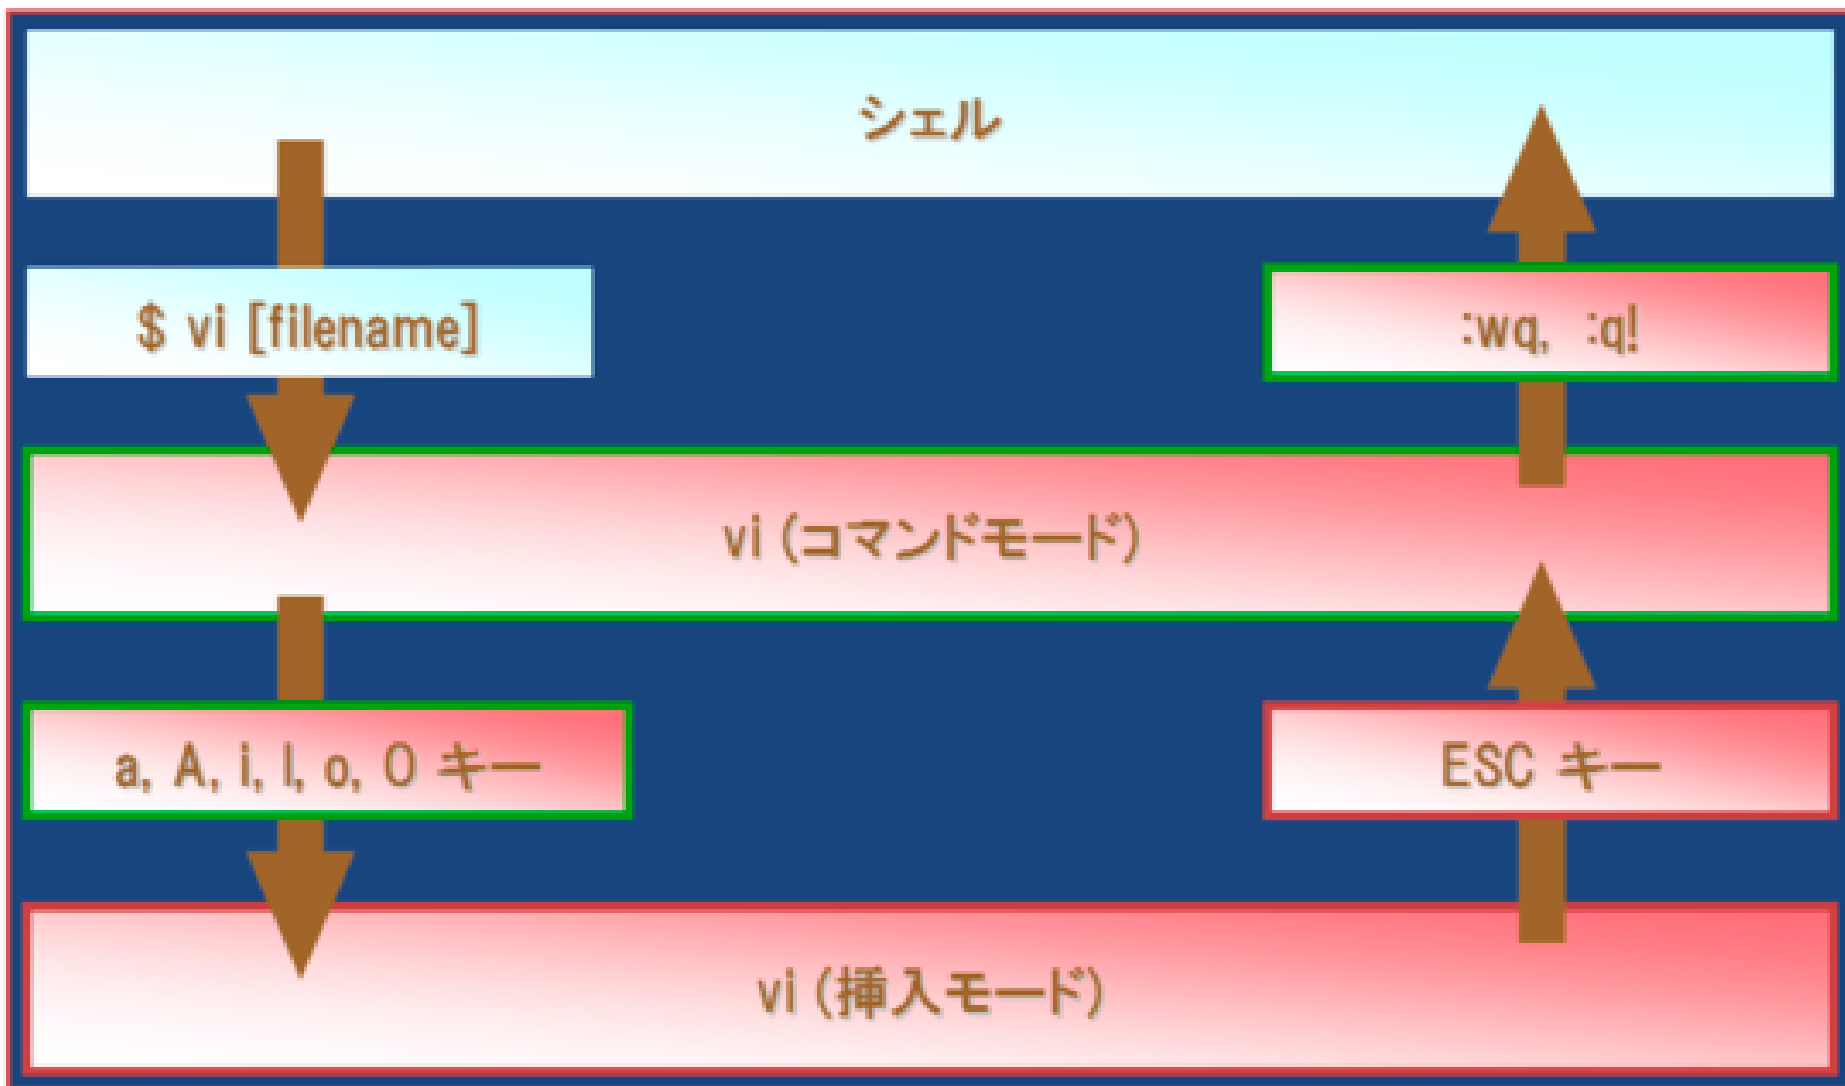 シェル
$ vi [filename]
:wq, :q!
vi (コマンドモード)
a, A, i, I, o, O キー
ESC キー
vi (挿入モード)